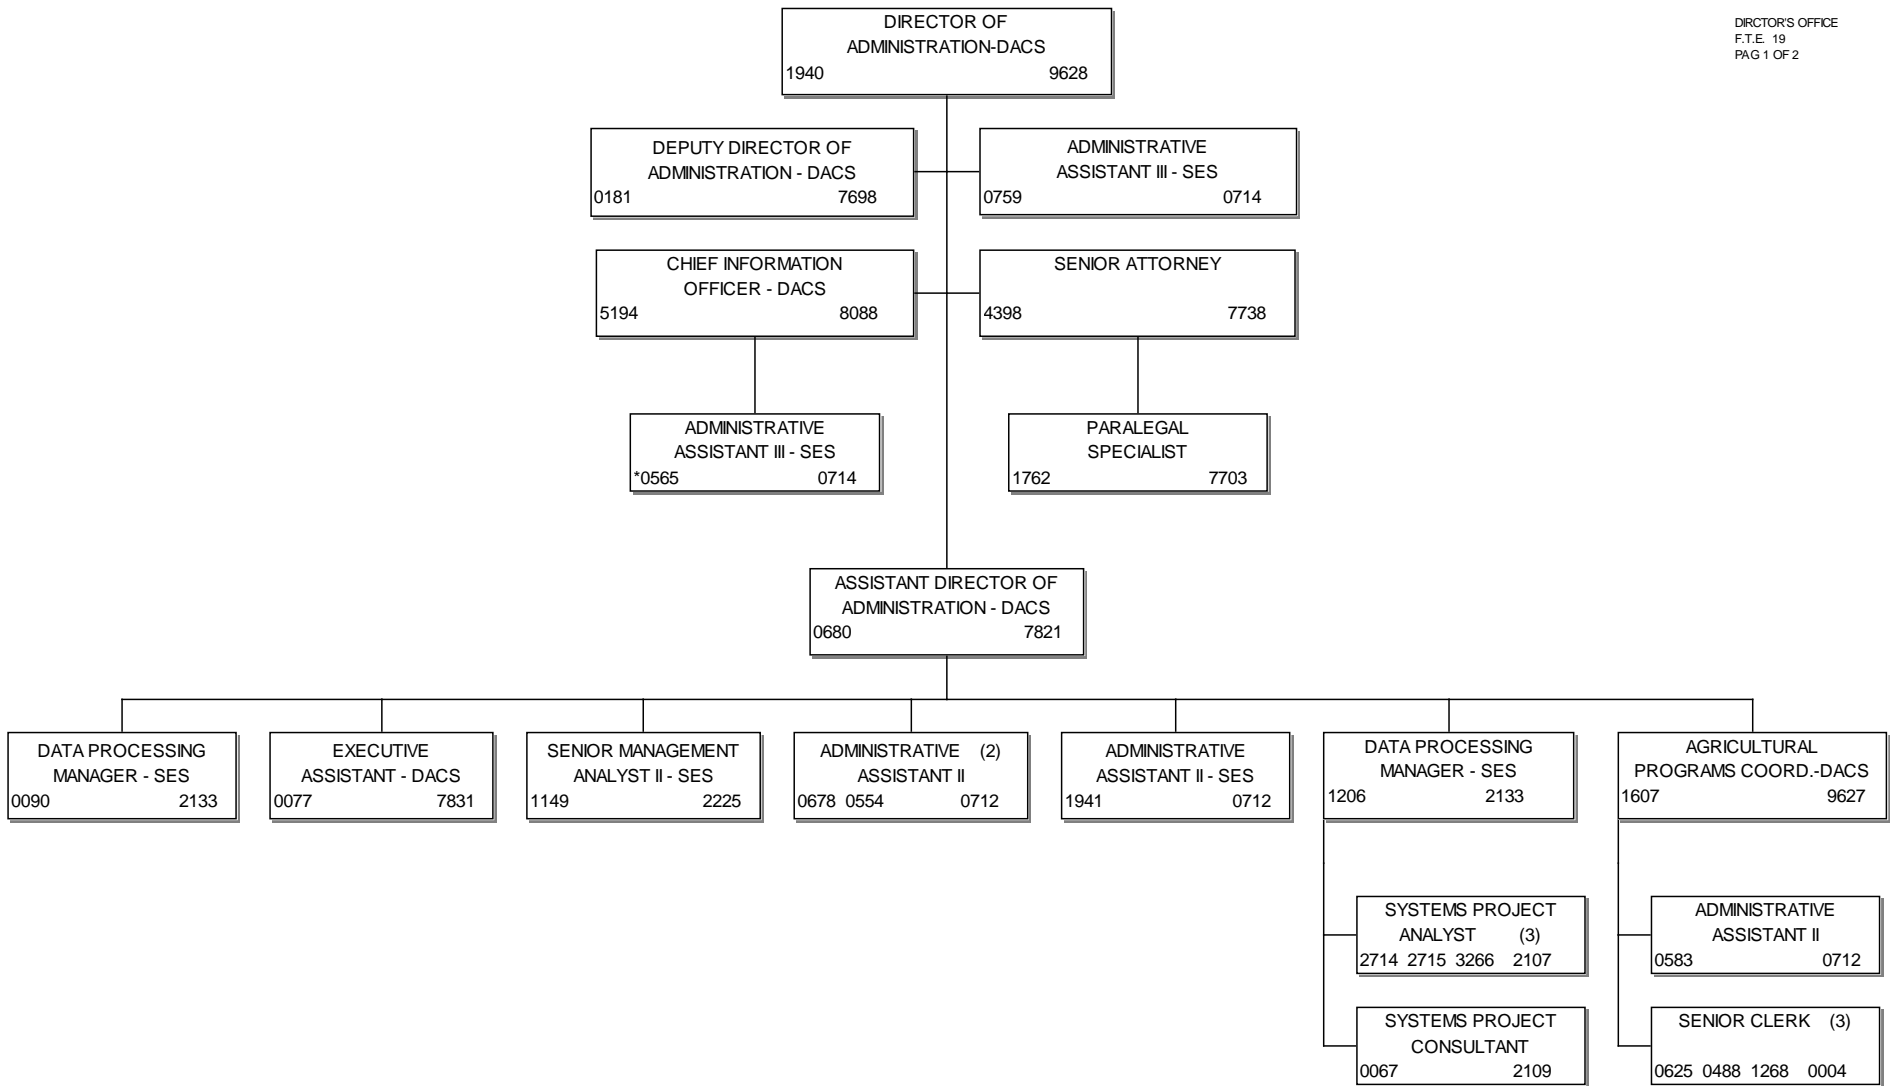 DIRCTOR'S OFFICE
F.T.E. 19
PAG 1 OF 2
DIRECTOR OF
ADMINISTRATION-DACS
1940 9628
DEPUTY DIRECTOR OF
ADMINISTRATION - DACS
0181 7698
ADMINISTRATIVE
ASSISTANT III - SES
0759 0714
CHIEF INFORMATION
OFFICER - DACS
5194 8088
SENIOR ATTORNEY
4398 7738
ADMINISTRATIVE
ASSISTANT III - SES
*0565 0714
PARALEGAL
SPECIALIST
1762 7703
ASSISTANT DIRECTOR OF
ADMINISTRATION - DACS
0680 7821
DATA PROCESSING
MANAGER - SES
0090 2133
EXECUTIVE
ASSISTANT - DACS
0077 7831
SENIOR MANAGEMENT
ANALYST II - SES
1149 2225
ADMINISTRATIVE (2)
ASSISTANT II
0678 0554 0712
ADMINISTRATIVE
ASSISTANT II - SES
1941 0712
DATA PROCESSING
MANAGER - SES
1206 2133
AGRICULTURAL
PROGRAMS COORD.-DACS
1607 9627
SYSTEMS PROJECT
ANALYST (3)
2714 2715 3266 2107
ADMINISTRATIVE
ASSISTANT II
0583 0712
SYSTEMS PROJECT
CONSULTANT
0067 2109
SENIOR CLERK (3)
0625 0488 1268 0004